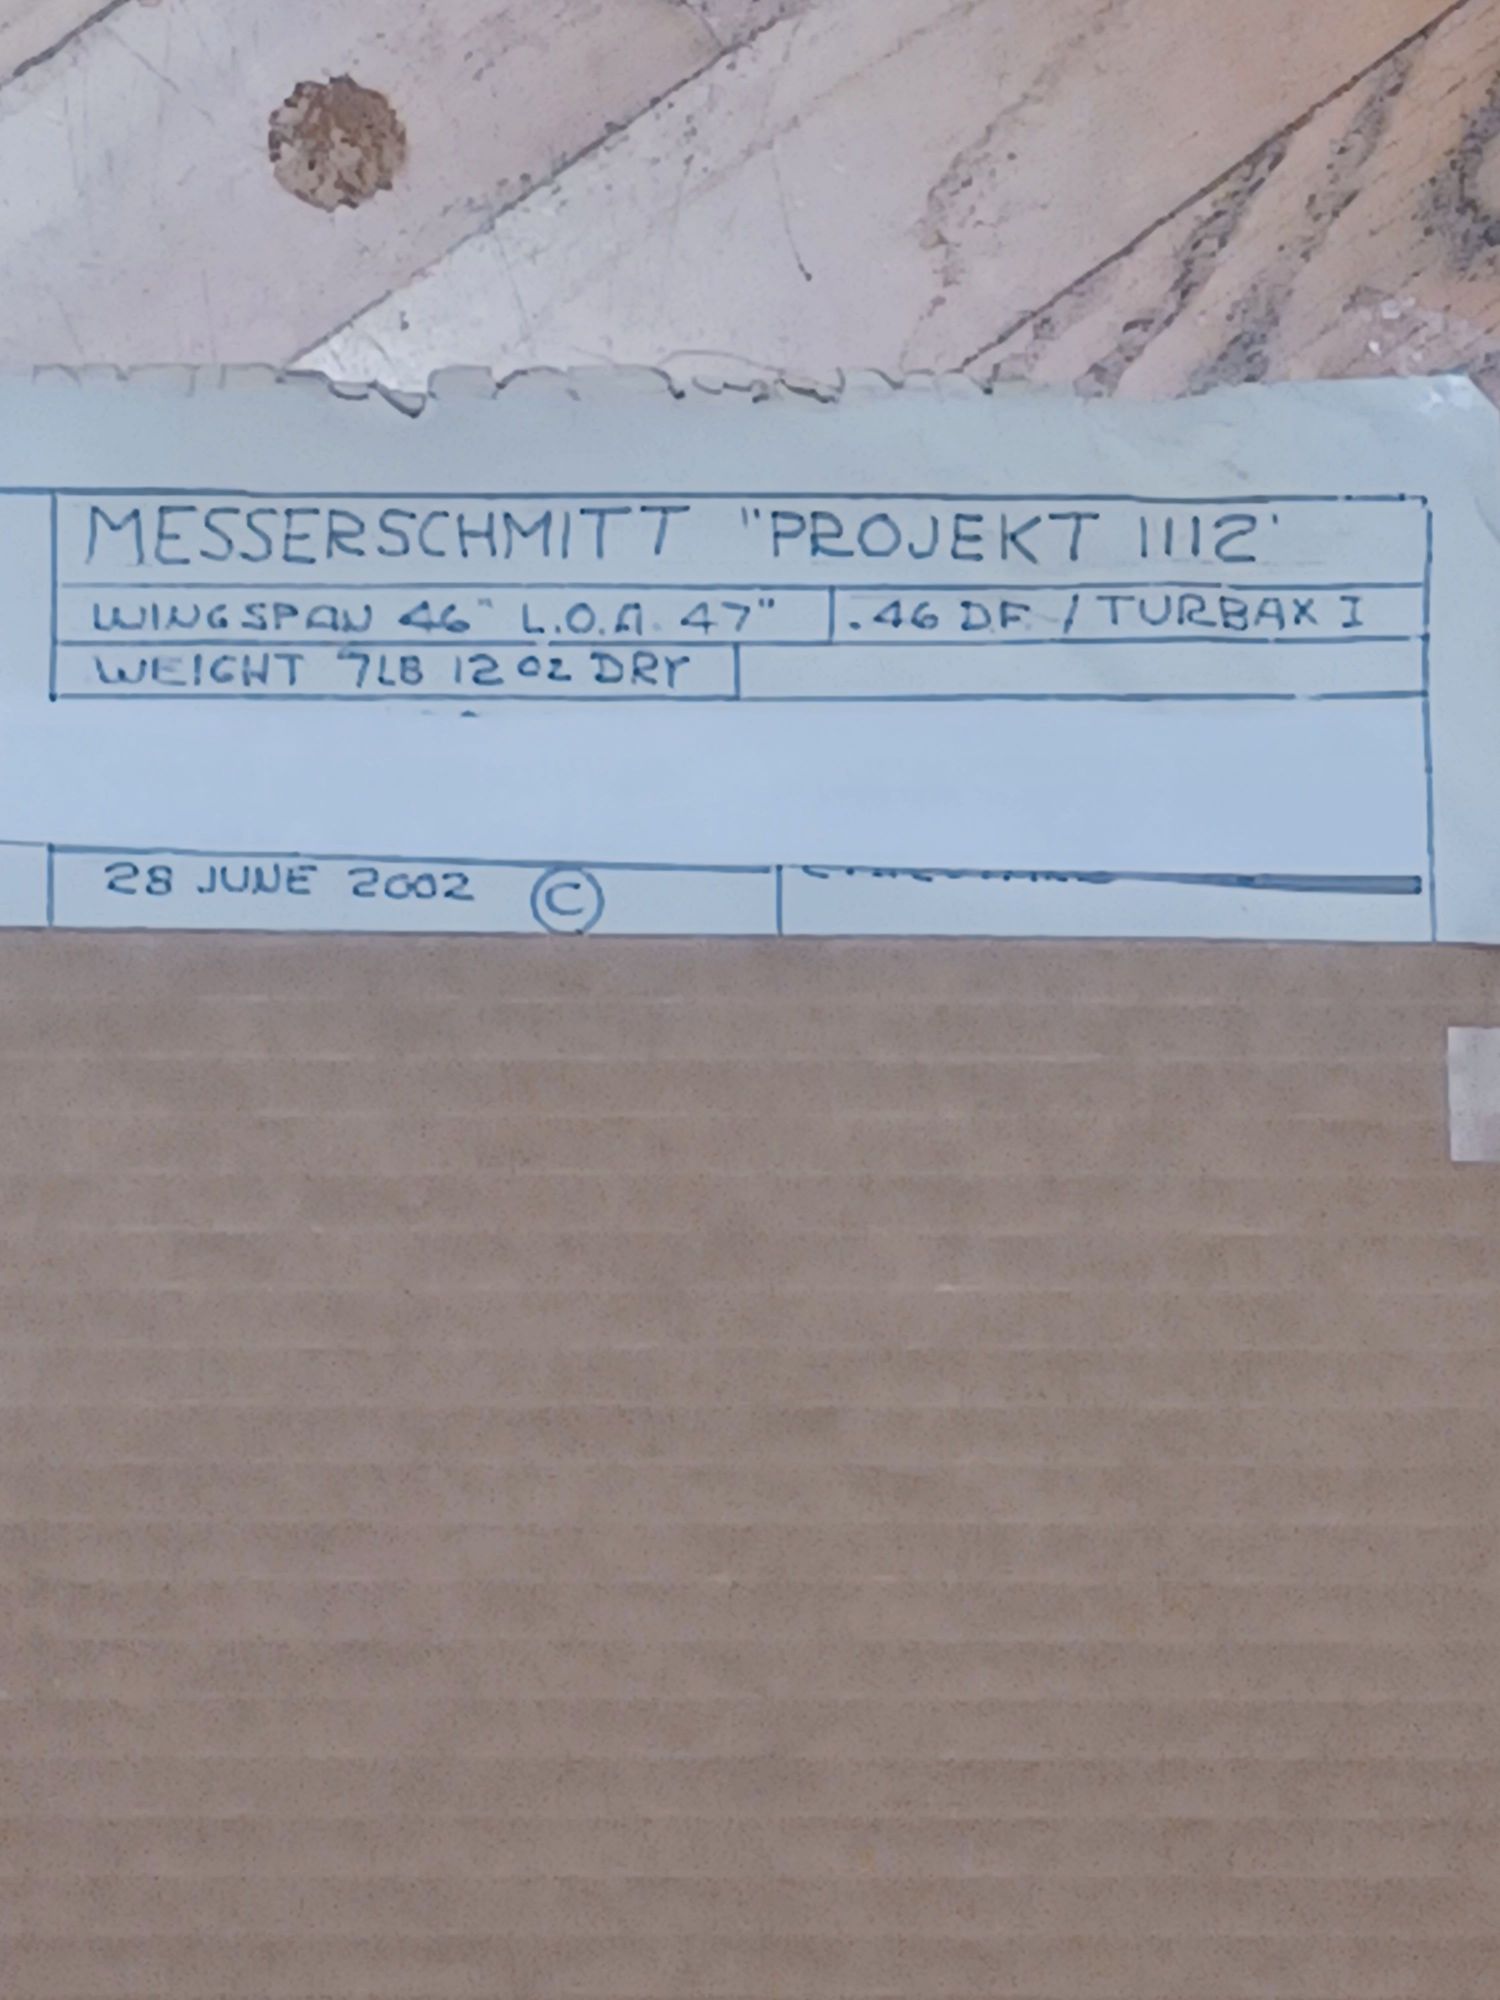 MESSERSCHMITT "PROJEKT 1112'
WINGSPAN 46" L.O.A. 47" .46 DF / TURBAX I
WEIGHT 7LB 12 OZ DRY
28 JUNE 2002 ©